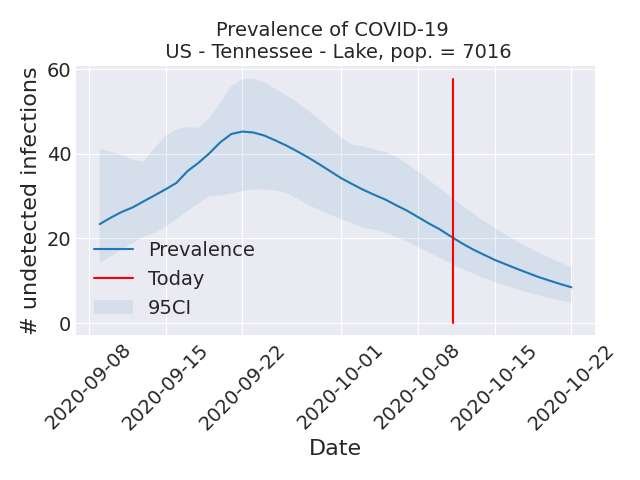 Prevalence of COVID-19
US - Tennessee - Lake, pop. = 7016
# undetected infections
60
40
20
0
Prevalence
Today
95CI
2020-09-08
2020-09-15
2020-09-22
2020-10-01
2020-10-08
2020-10-15
2020-10-22
Date